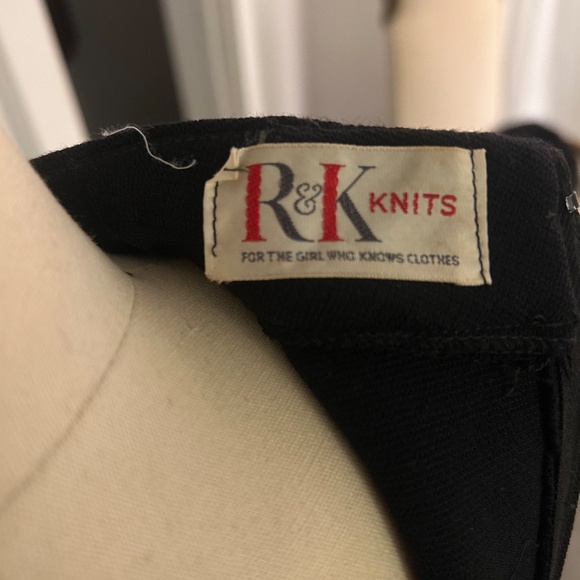 R&K KNITS
FOR THE GIRL WHO KNOWS CLOTHES